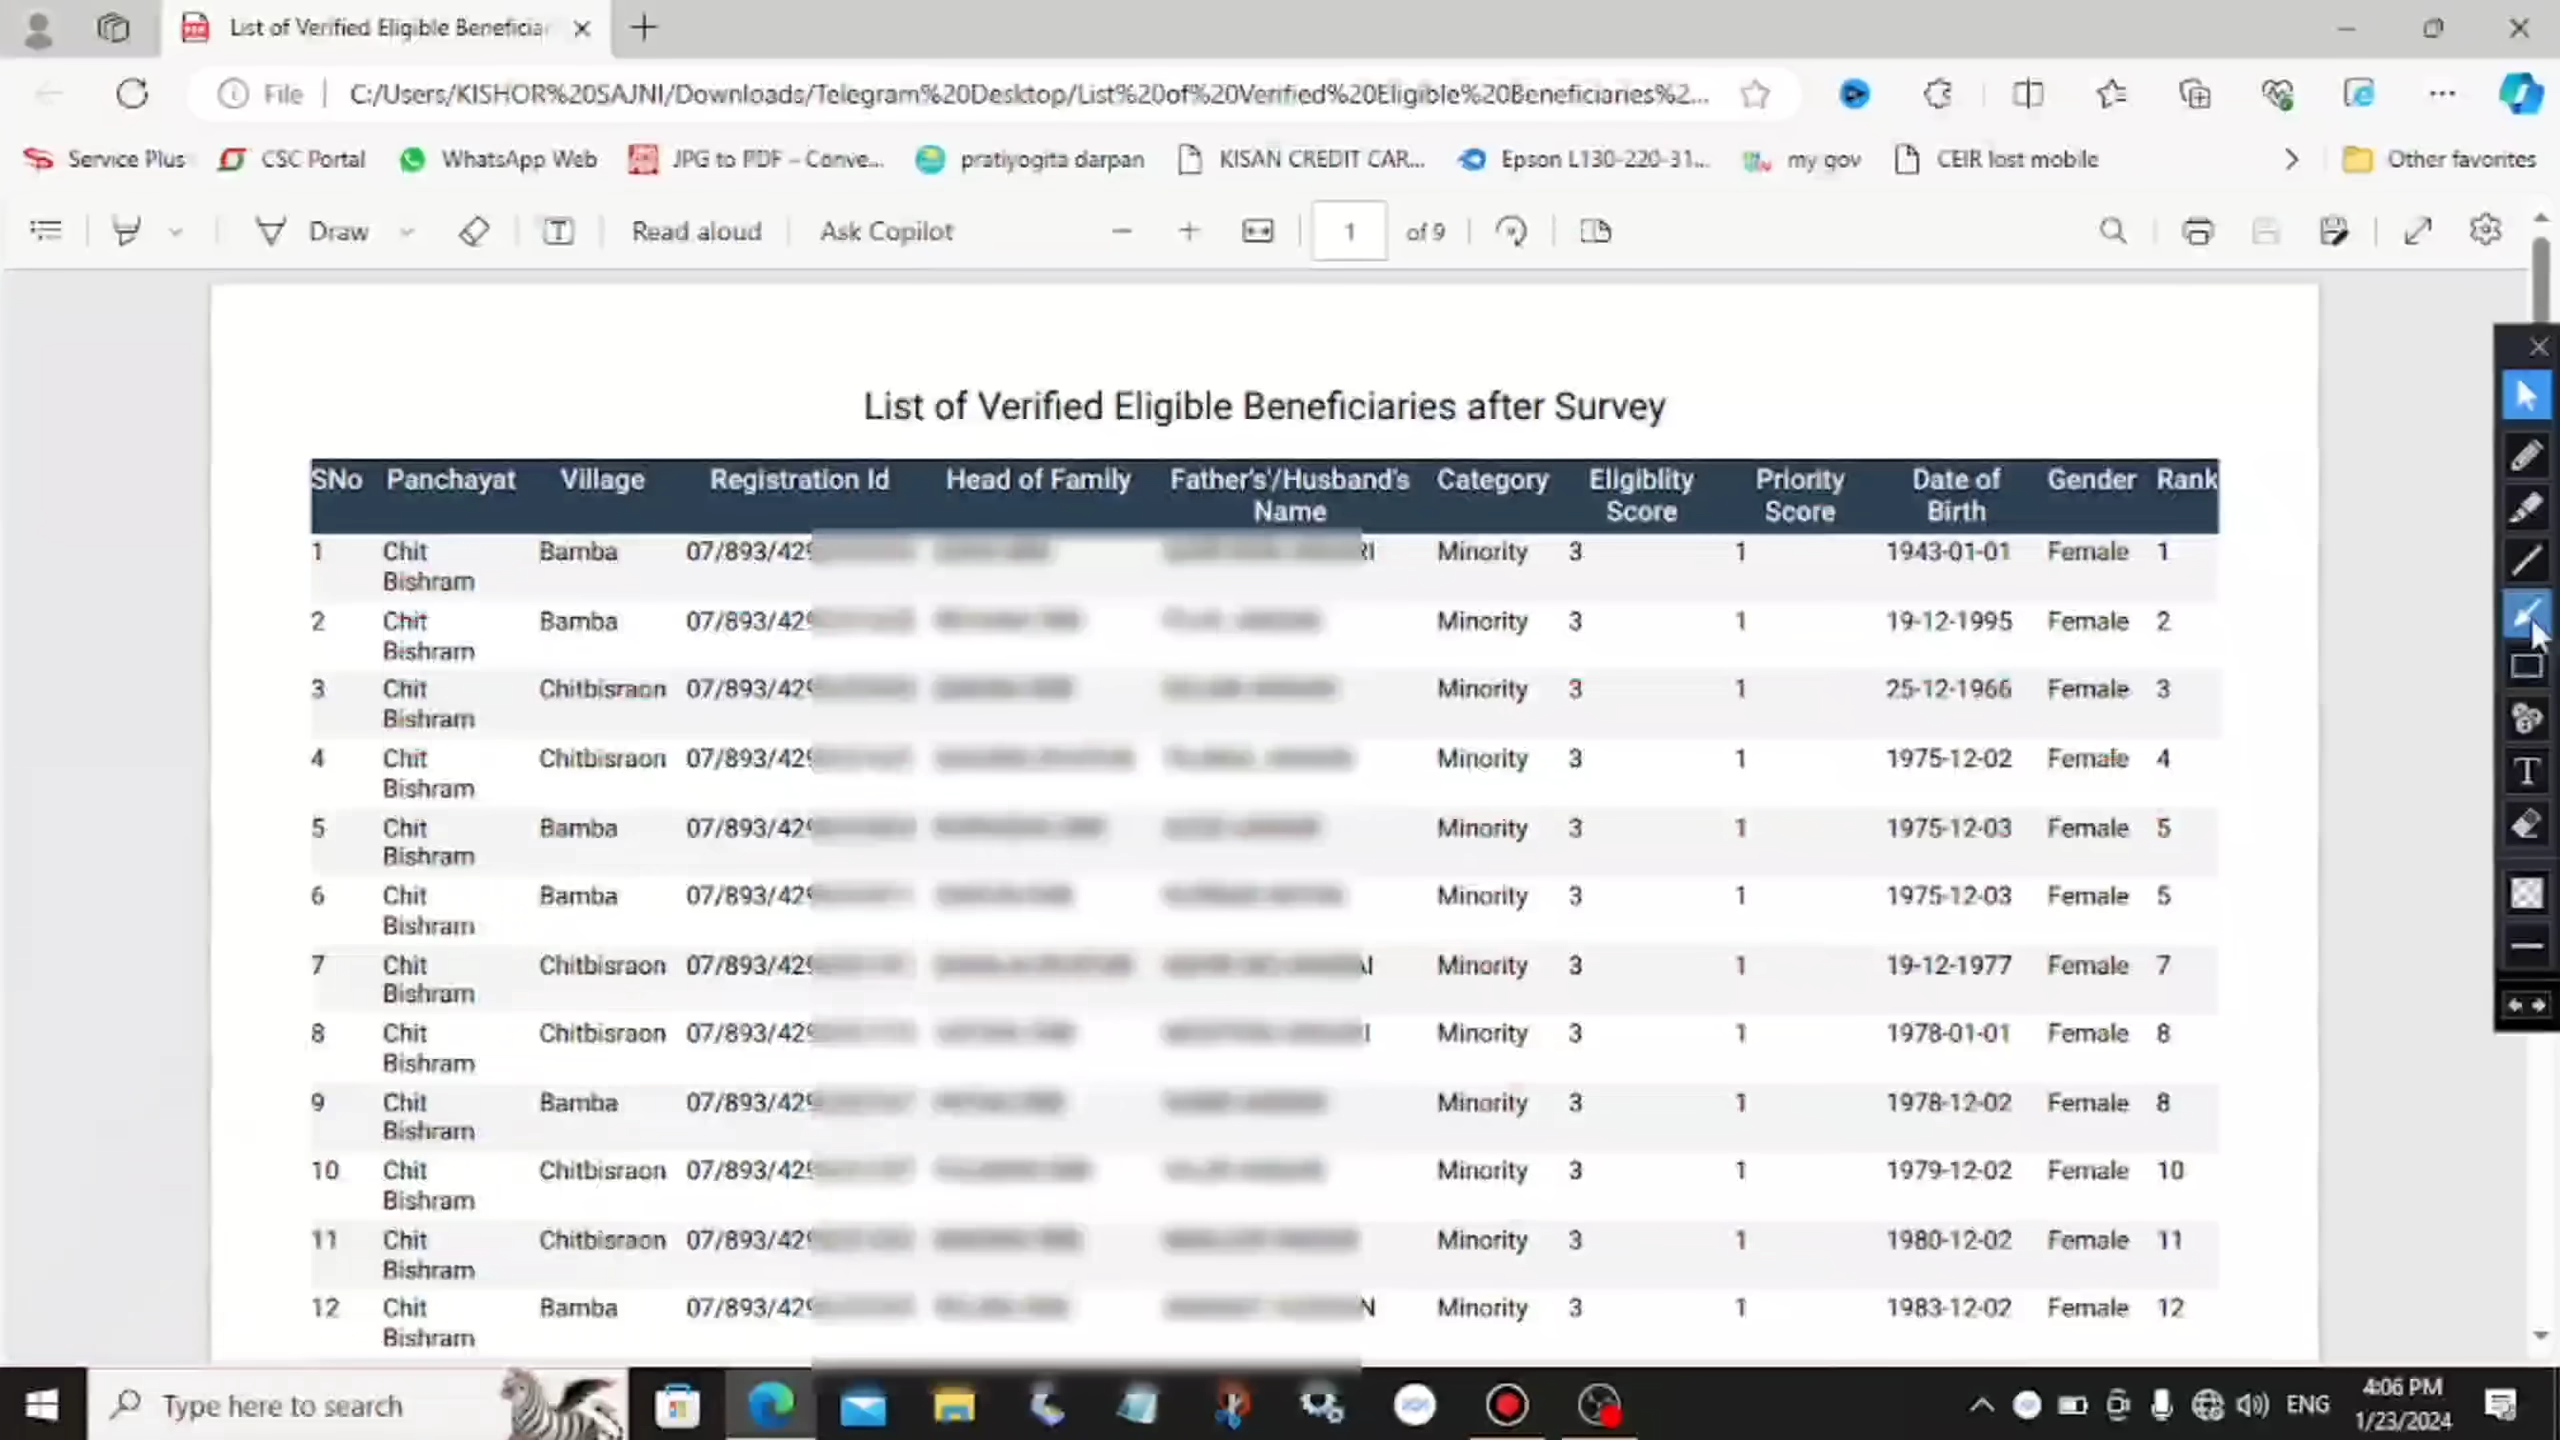 List of Verified Eligible Beneficiar
File C:/Users/KISHOR%20SAJNI/Downloads/Telegram%20Desktop/List%20of%20Verified%20Eligible%20Beneficiaries%2...
Service Plus CSC Portal WhatsApp Web JPG to PDF – Conve... pratiyogita darpan KISAN CREDIT CAR... Epson L130-220-31... my gov CEIR lost mobile Other favorites
Draw Read aloud Ask Copilot 1 of 9
List of Verified Eligible Beneficiaries after Survey
SNo Panchayat Village Registration Id Head of Family Father's'/Husband's Name Category Eligiblity Score Priority Score Date of Birth Gender Rank
1 Chit Bishram Bamba 07/893/429 RI Minority 3 1 1943-01-01 Female 1
2 Chit Bishram Bamba 07/893/429 Minority 3 1 19-12-1995 Female 2
3 Chit Bishram Chitbisraon 07/893/429 Minority 3 1 25-12-1966 Female 3
4 Chit Bishram Chitbisraon 07/893/429 Minority 3 1 1975-12-02 Female 4
5 Chit Bishram Bamba 07/893/429 Minority 3 1 1975-12-03 Female 5
6 Chit Bishram Bamba 07/893/429 Minority 3 1 1975-12-03 Female 5
7 Chit Bishram Chitbisraon 07/893/429 Minority 3 1 19-12-1977 Female 7
8 Chit Bishram Chitbisraon 07/893/429 Minority 3 1 1978-01-01 Female 8
9 Chit Bishram Bamba 07/893/429 Minority 3 1 1978-12-02 Female 8
10 Chit Bishram Chitbisraon 07/893/429 Minority 3 1 1979-12-02 Female 10
11 Chit Bishram Chitbisraon 07/893/429 Minority 3 1 1980-12-02 Female 11
12 Chit Bishram Bamba 07/893/429 N Minority 3 1 1983-12-02 Female 12
Type here to search ENG 4:06 PM
1/23/2024